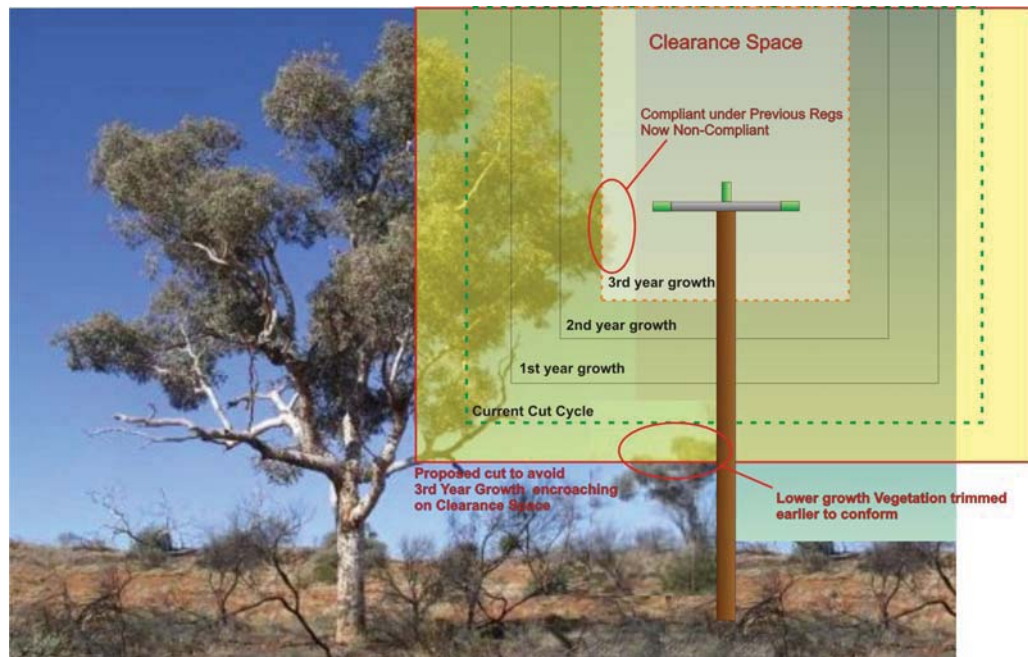 Clearance Space
Compliant under Previous Regs
Now Non-Compliant
3rd year growth
2nd year growth
1st year growth
Current Cut Cycle
Proposed cut to avoid
3rd Year Growth encroaching
on Clearance Space
Lower growth Vegetation trimmed
earlier to conform